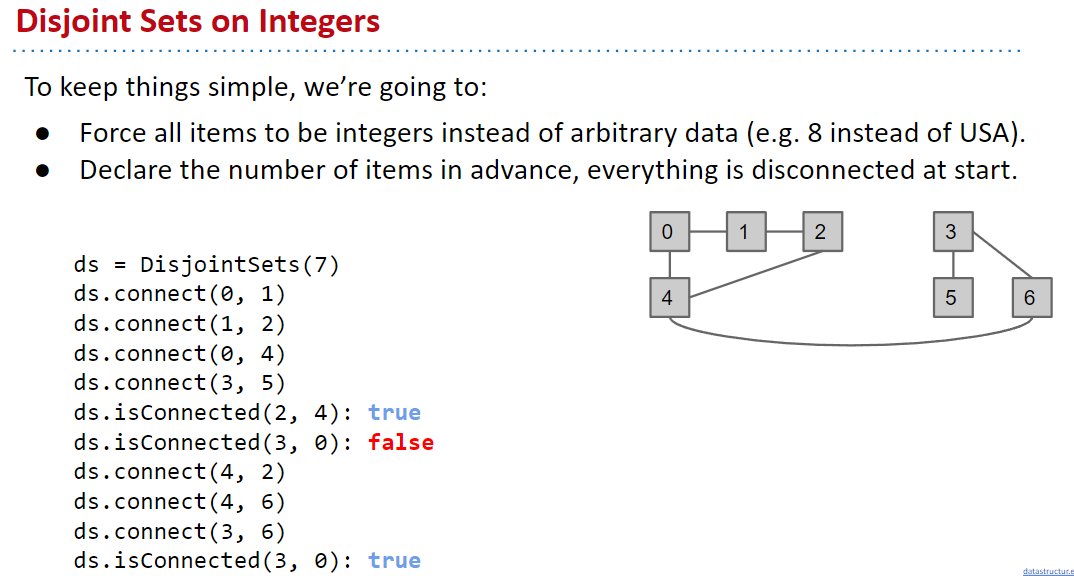 Disjoint Sets on Integers
To keep things simple, we’re going to:
● Force all items to be integers instead of arbitrary data (e.g. 8 instead of USA).
● Declare the number of items in advance, everything is disconnected at start.
0 1 2 3
4 5 6
ds = DisjointSets(7)
ds.connect(0, 1)
ds.connect(1, 2)
ds.connect(0, 4)
ds.connect(3, 5)
ds.isConnected(2, 4): true
ds.isConnected(3, 0): false
ds.connect(4, 2)
ds.connect(4, 6)
ds.connect(3, 6)
ds.isConnected(3, 0): true
datastructur.e